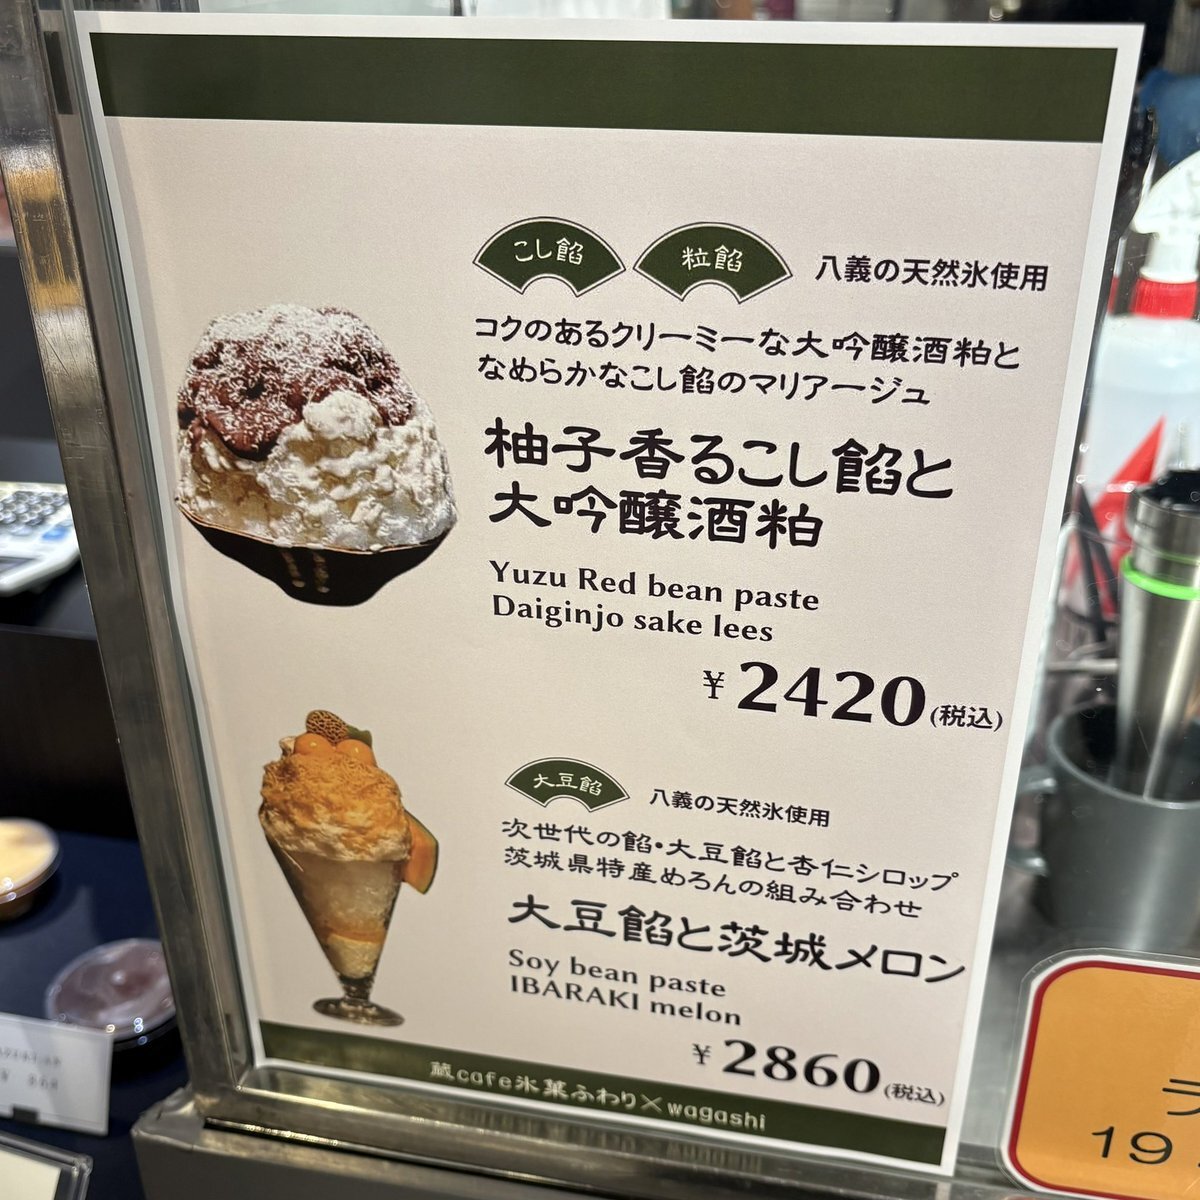 こし餡 粒餡 八義の天然氷使用
コクのあるクリーミーな大吟醸酒粕と
なめらかなこし餡のマリアージュ
柚子香るこし餡と
大吟醸酒粕
Yuzu Red bean paste
Daiginjo sake lees
¥2420(税込)
大豆餡 八義の天然氷使用
次世代の餡・大豆餡と杏仁シロップ
茨城県特産めろんの組み合わせ
大豆餡と茨城メロン
Soy bean paste
IBARAKI melon
¥2860(税込)
蔵cafe氷菓ふわり×wagashi
ラ
19